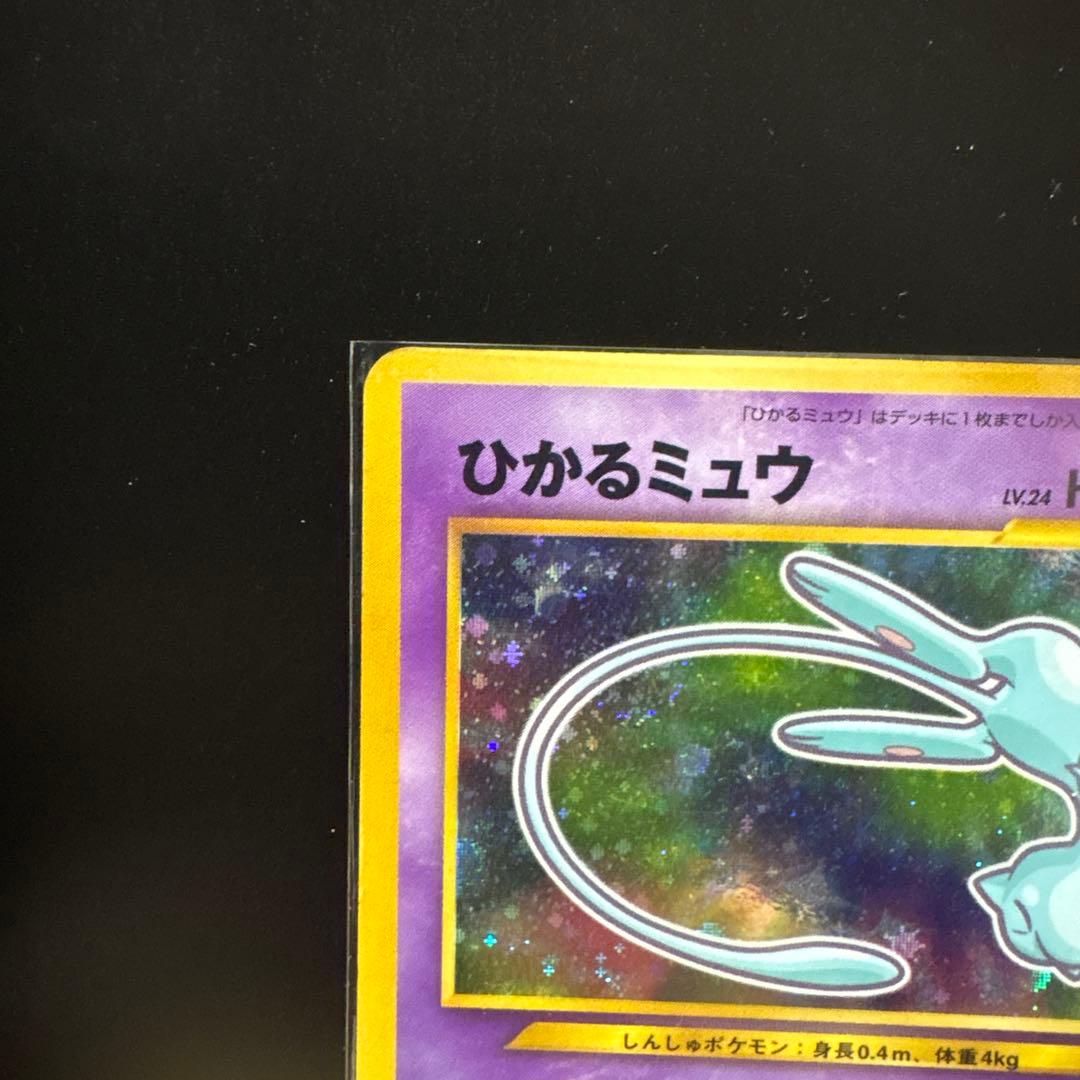 「ひかるミュウ」はデッキに1枚までしか入
ひかるミュウ
LV.24 H
しんしゅポケモン：身長0.4m、体重4kg